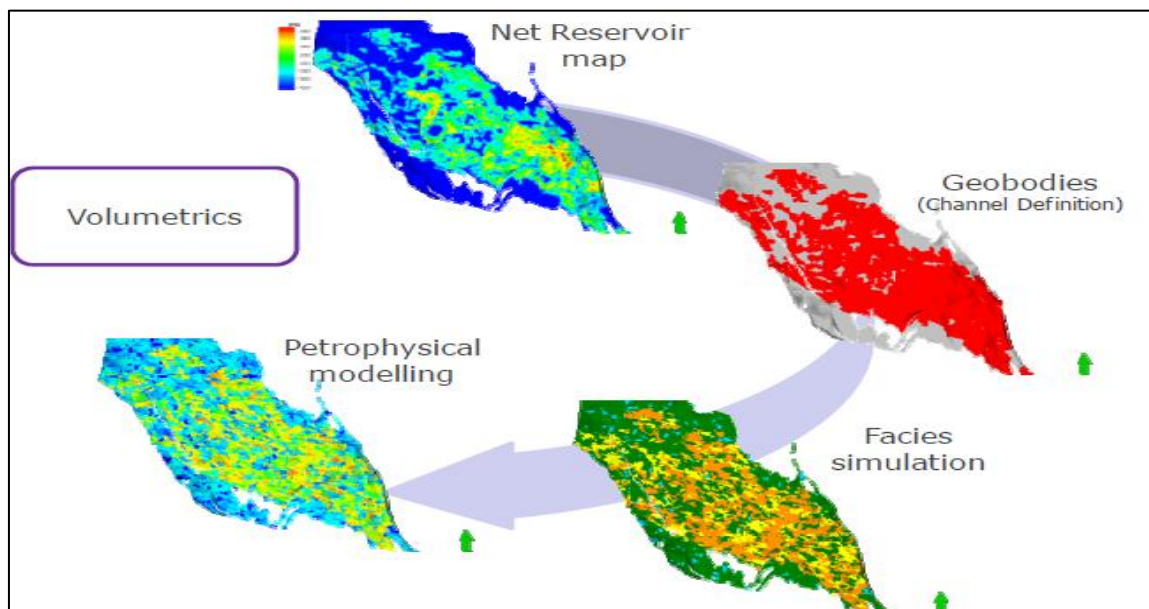 Net Reservoir
map
Volumetrics
Geobodies
(Channel Definition)
Petrophysical
modelling
Facies
simulation